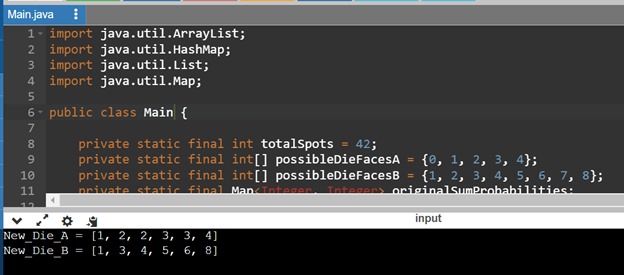 Main.java
1 import java.util.ArrayList;
2 import java.util.HashMap;
3 import java.util.List;
4 import java.util.Map;
5
6 public class Main {
7
8 private static final int totalSpots = 42;
9 private static final int[] possibleDieFacesA = {0, 1, 2, 3, 4};
10 private static final int[] possibleDieFacesB = {1, 2, 3, 4, 5, 6, 7, 8};
11 private static final Map<Integer, Integer> originalSumProbabilities;
12
input
New_Die_A = [1, 2, 2, 3, 3, 4]
New_Die_B = [1, 3, 4, 5, 6, 8]